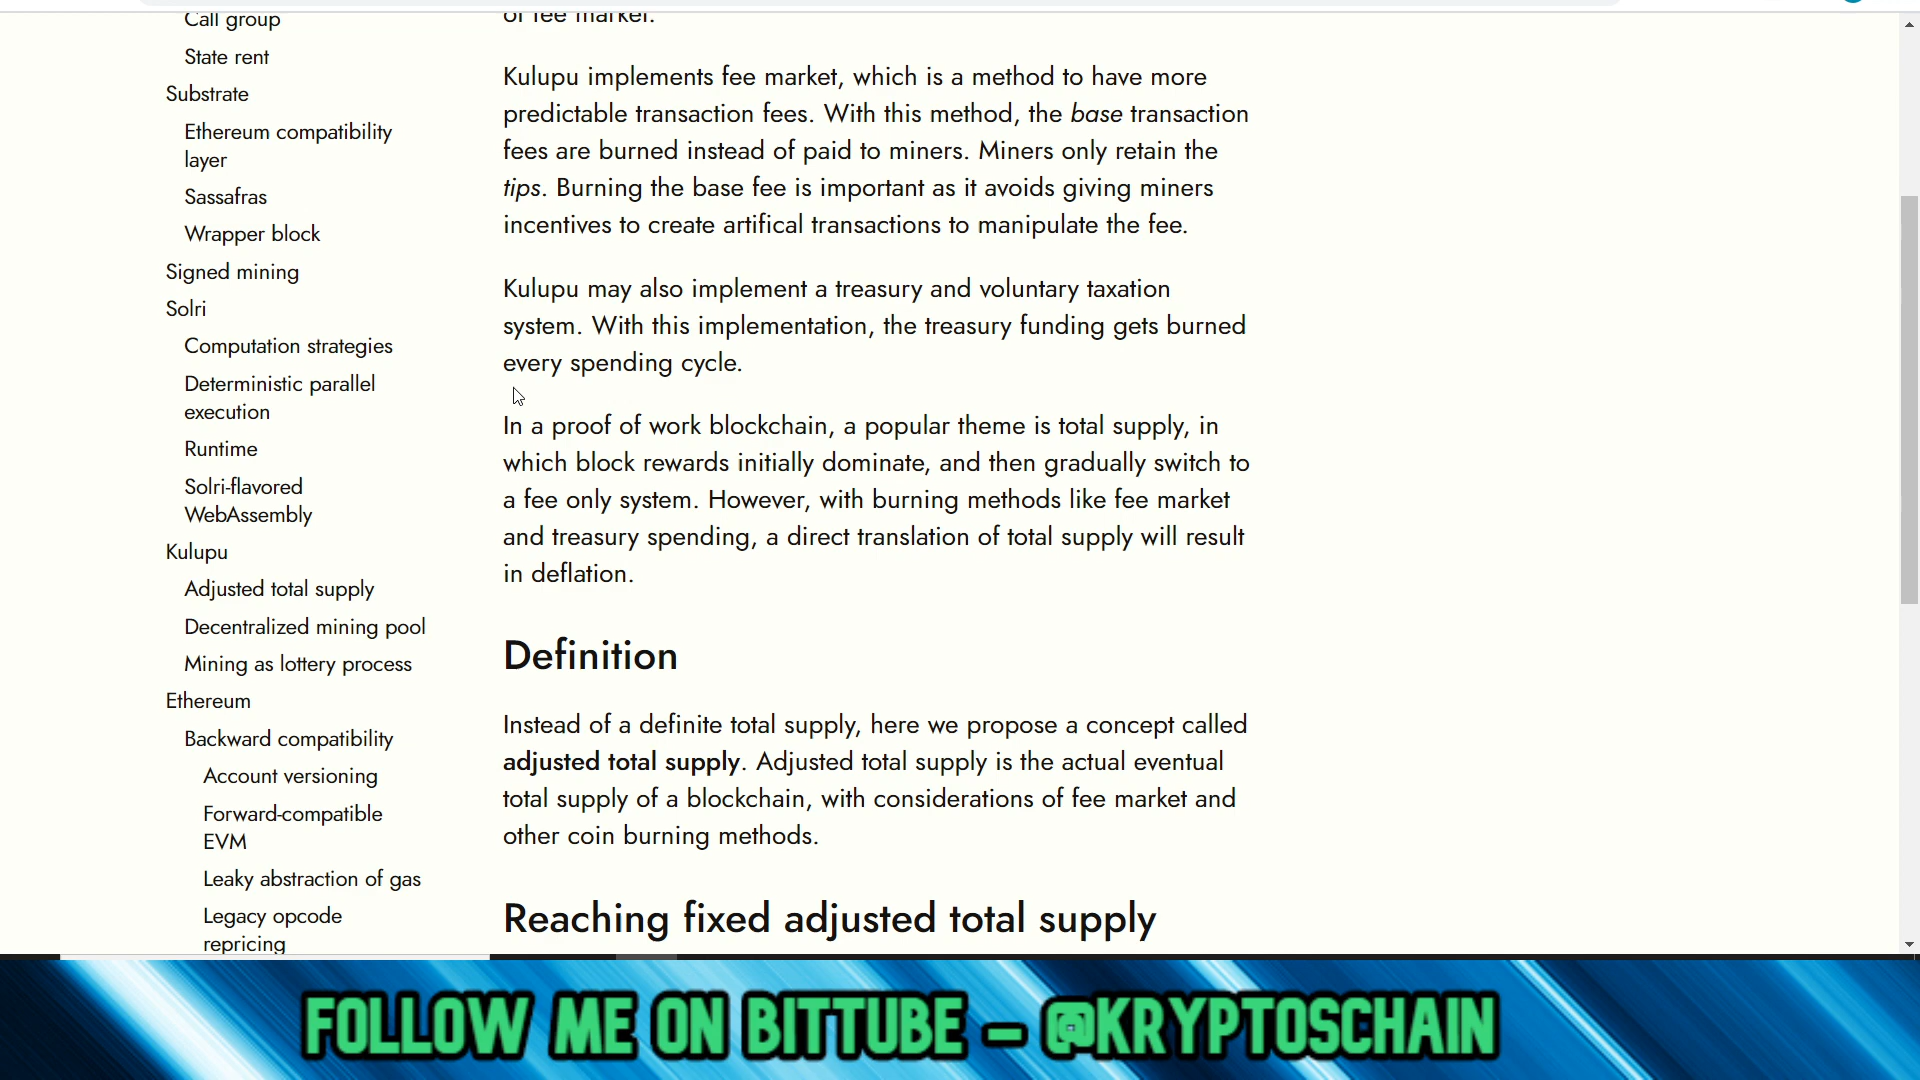 Call group
State rent
Substrate
Ethereum compatibility
layer
Sassafras
Wrapper block
Signed mining
Solri
Computation strategies
Deterministic parallel
execution
Runtime
Solri-flavored
WebAssembly
Kulupu
Adjusted total supply
Decentralized mining pool
Mining as lottery process
Ethereum
Backward compatibility
Account versioning
Forward-compatible
EVM
Leaky abstraction of gas
Legacy opcode
repricing
of fee market.
Kulupu implements fee market, which is a method to have more
predictable transaction fees. With this method, the base transaction
fees are burned instead of paid to miners. Miners only retain the
tips. Burning the base fee is important as it avoids giving miners
incentives to create artifical transactions to manipulate the fee.
Kulupu may also implement a treasury and voluntary taxation
system. With this implementation, the treasury funding gets burned
every spending cycle.
In a proof of work blockchain, a popular theme is total supply, in
which block rewards initially dominate, and then gradually switch to
a fee only system. However, with burning methods like fee market
and treasury spending, a direct translation of total supply will result
in deflation.
Definition
Instead of a definite total supply, here we propose a concept called
adjusted total supply. Adjusted total supply is the actual eventual
total supply of a blockchain, with considerations of fee market and
other coin burning methods.
Reaching fixed adjusted total supply
FOLLOW ME ON BITTUBE – @KRYPTOSCHAIN